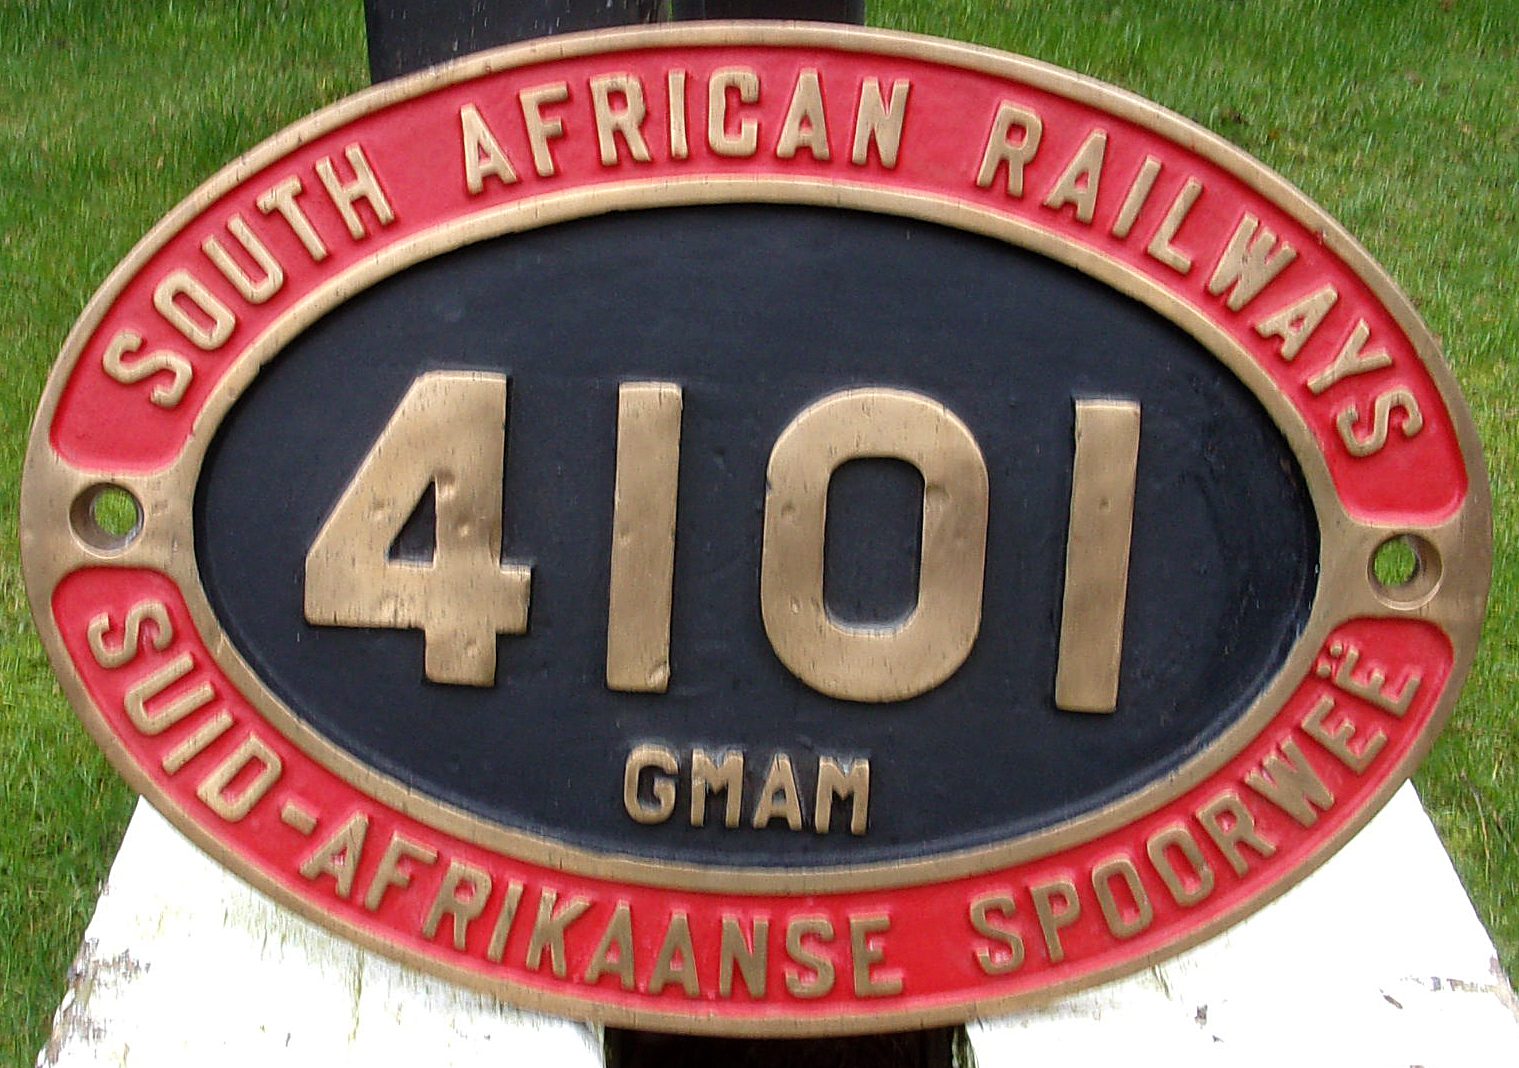 SOUTH AFRICAN RAILWAYS
4101
GMAM
SUID-AFRIKAANSE SPOORWEË